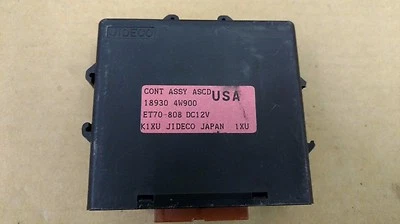 JIDECO
CONT ASSY ASCD USA
18930 4W900
ET70-808 DC12V
KIXU JIDECO JAPAN 1XU